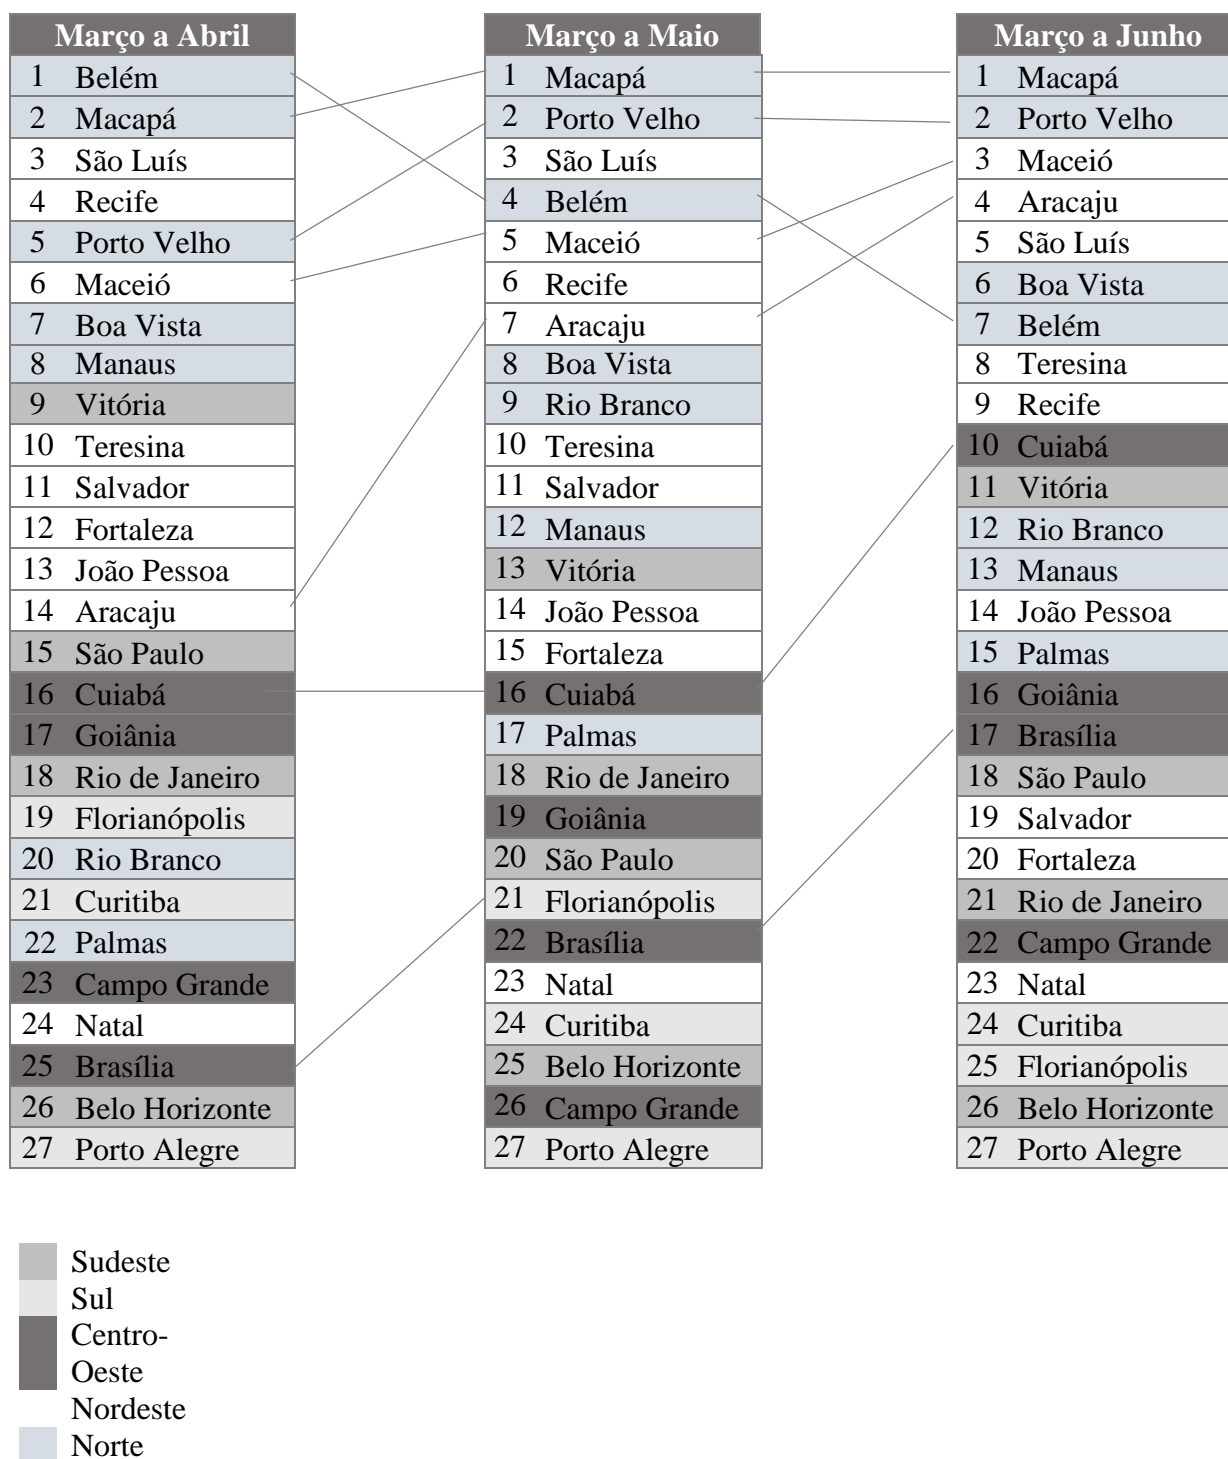 Março a Abril Março a Maio Março a Junho
1 Belém 1 Macapá 1 Macapá
2 Macapá 2 Porto Velho 2 Porto Velho
3 São Luís 3 São Luís 3 Maceió
4 Recife 4 Belém 4 Aracaju
5 Porto Velho 5 Maceió 5 São Luís
6 Maceió 6 Recife 6 Boa Vista
7 Boa Vista 7 Aracaju 7 Belém
8 Manaus 8 Boa Vista 8 Teresina
9 Vitória 9 Rio Branco 9 Recife
10 Teresina 10 Teresina 10 Cuiabá
11 Salvador 11 Salvador 11 Vitória
12 Fortaleza 12 Manaus 12 Rio Branco
13 João Pessoa 13 Vitória 13 Manaus
14 Aracaju 14 João Pessoa 14 João Pessoa
15 São Paulo 15 Fortaleza 15 Palmas
16 Cuiabá 16 Cuiabá 16 Goiânia
17 Goiânia 17 Palmas 17 Brasília
18 Rio de Janeiro 18 Rio de Janeiro 18 São Paulo
19 Florianópolis 19 Goiânia 19 Salvador
20 Rio Branco 20 São Paulo 20 Fortaleza
21 Curitiba 21 Florianópolis 21 Rio de Janeiro
22 Palmas 22 Brasília 22 Campo Grande
23 Campo Grande 23 Natal 23 Natal
24 Natal 24 Curitiba 24 Curitiba
25 Brasília 25 Belo Horizonte 25 Florianópolis
26 Belo Horizonte 26 Campo Grande 26 Belo Horizonte
27 Porto Alegre 27 Porto Alegre 27 Porto Alegre
Sudeste
Sul
Centro-
Oeste
Nordeste
Norte